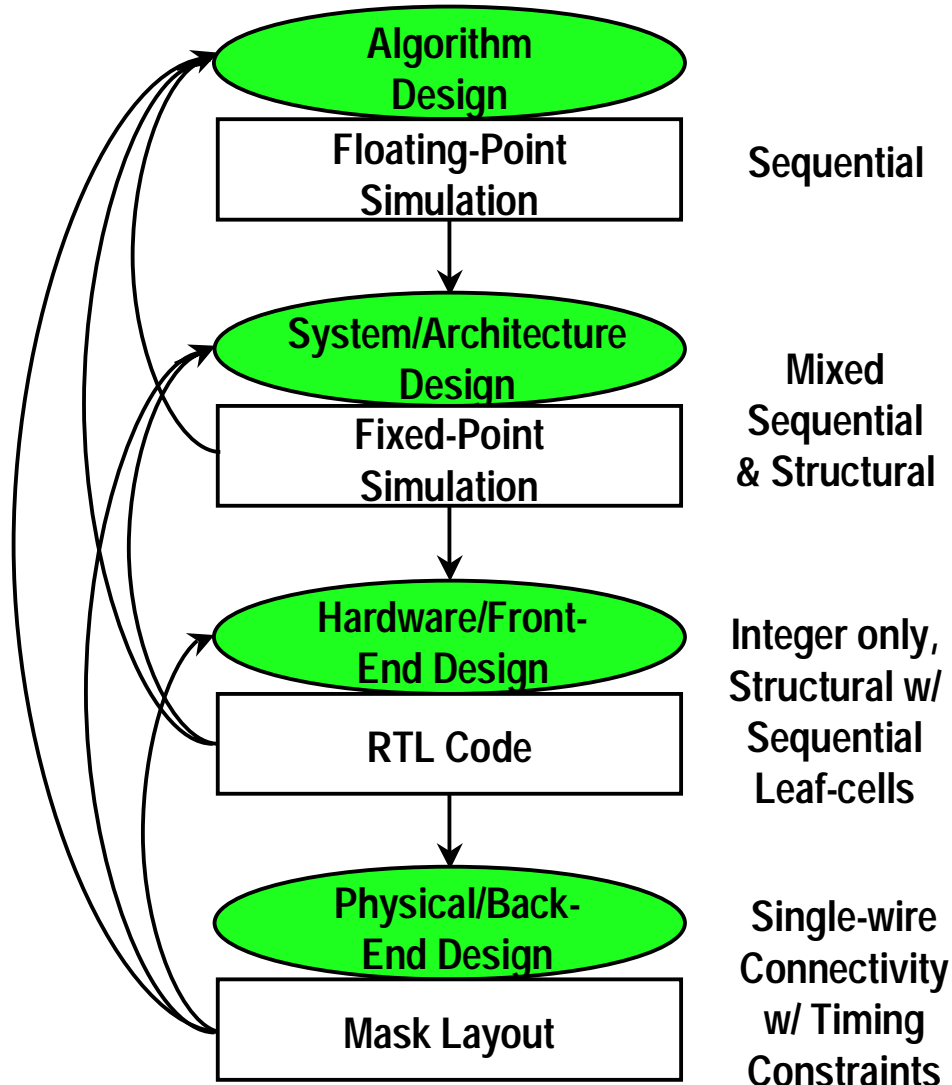 Algorithm
Design
Floating-Point
Simulation
Sequential
System/Architecture
Design
Fixed-Point
Simulation
Mixed
Sequential
& Structural
Hardware/Front-
End Design
RTL Code
Integer only,
Structural w/
Sequential
Leaf-cells
Physical/Back-
End Design
Mask Layout
Single-wire
Connectivity
w/ Timing
Constraints